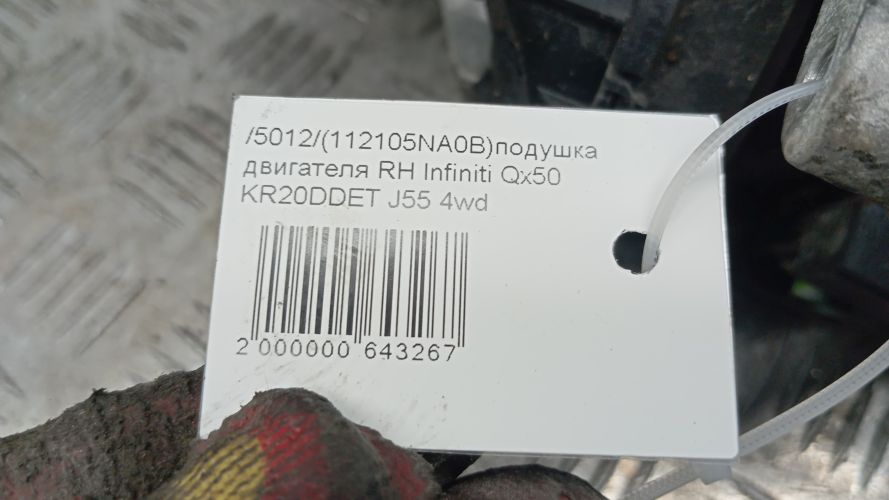 /5012/(112105NA0B)подушка
двигателя RH Infiniti Qx50
KR20DDET J55 4wd
2 000000 643267